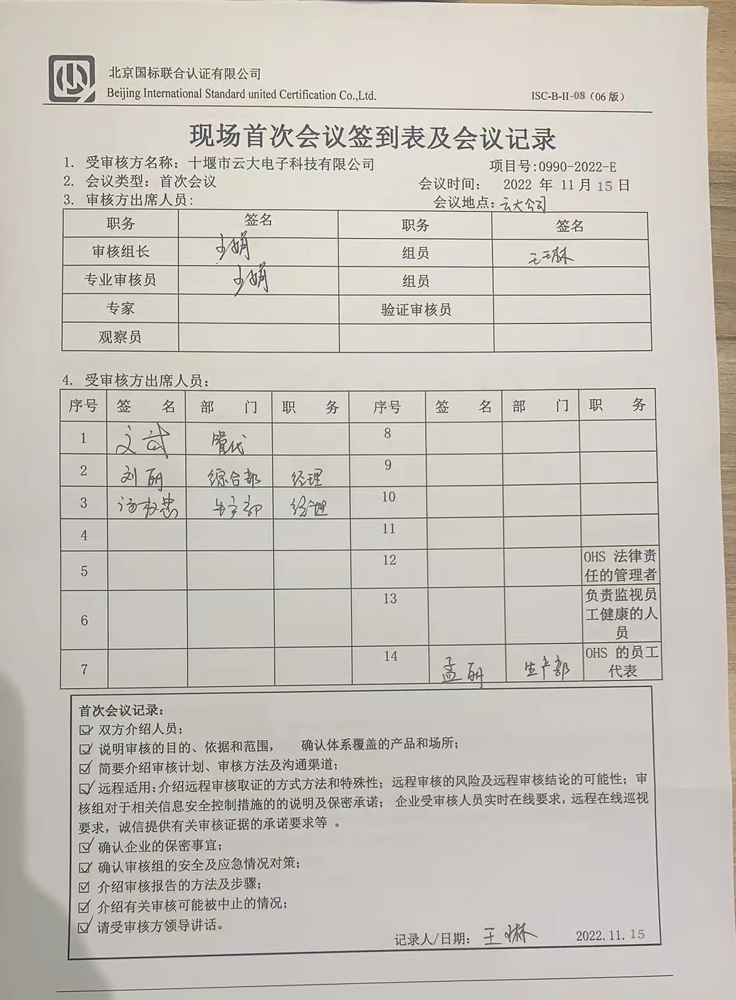 北京国标联合认证有限公司
Beijing International Standard united Certification Co.,Ltd.
ISC-B-II-08(06版)
现场首次会议签到表及会议记录
1. 受审核方名称：十堰市云大电子科技有限公司 项目号:0990-2022-E
2. 会议类型：首次会议 会议时间： 2022 年 11月 15 日
3. 审核方出席人员： 会议地点：云大公司
职务 签名 职务 签名
审核组长 组员
专业审核员 组员
专家 验证审核员
观察员
4. 受审核方出席人员：
序号 签 名 部 门 职 务 序号 签 名 部 门 职 务
1 文武 管代 8
2 刘丽 综合部 经理 9
3 经理 10
4 11
5 12 OHS 法律责
任的管理者
6 13 负责监视员
工健康的人
员
7 14 孟丽 生产部 OHS 的员工
代表
首次会议记录：
双方介绍人员；
说明审核的目的、依据和范围， 确认体系覆盖的产品和场所；
简要介绍审核计划、审核方法及沟通渠道；
远程适用：介绍远程审核取证的方式方法和特殊性；远程审核的风险及远程审核结论的可能性；审
核组对于相关信息安全控制措施的的说明及保密承诺； 企业受审核人员实时在线要求，远程在线巡视
要求，诚信提供有关审核证据的承诺要求等 。
确认企业的保密事宜；
确认审核组的安全及应急情况对策；
介绍审核报告的方法及步骤；
介绍有关审核可能被中止的情况；
请受审核方领导讲话。
记录人/日期： 王琳 2022.11.15